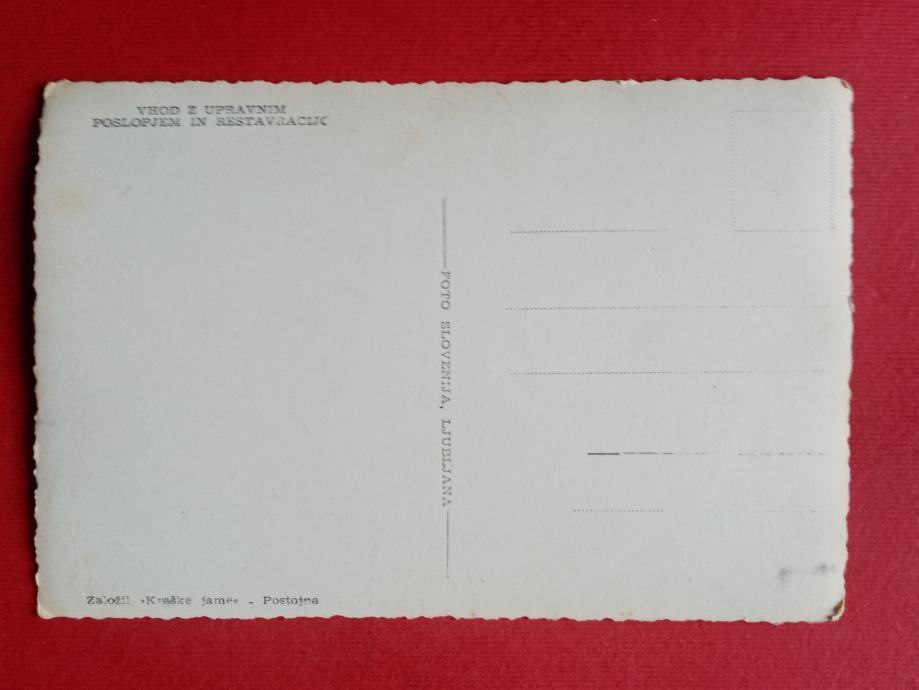 VHOD Z UPRAVNIM
POSLOPJEM IN RESTAVRACIJO
FOTO SLOVENIJA, LJUBLJANA
Založil »Kraške jame« - Postojna